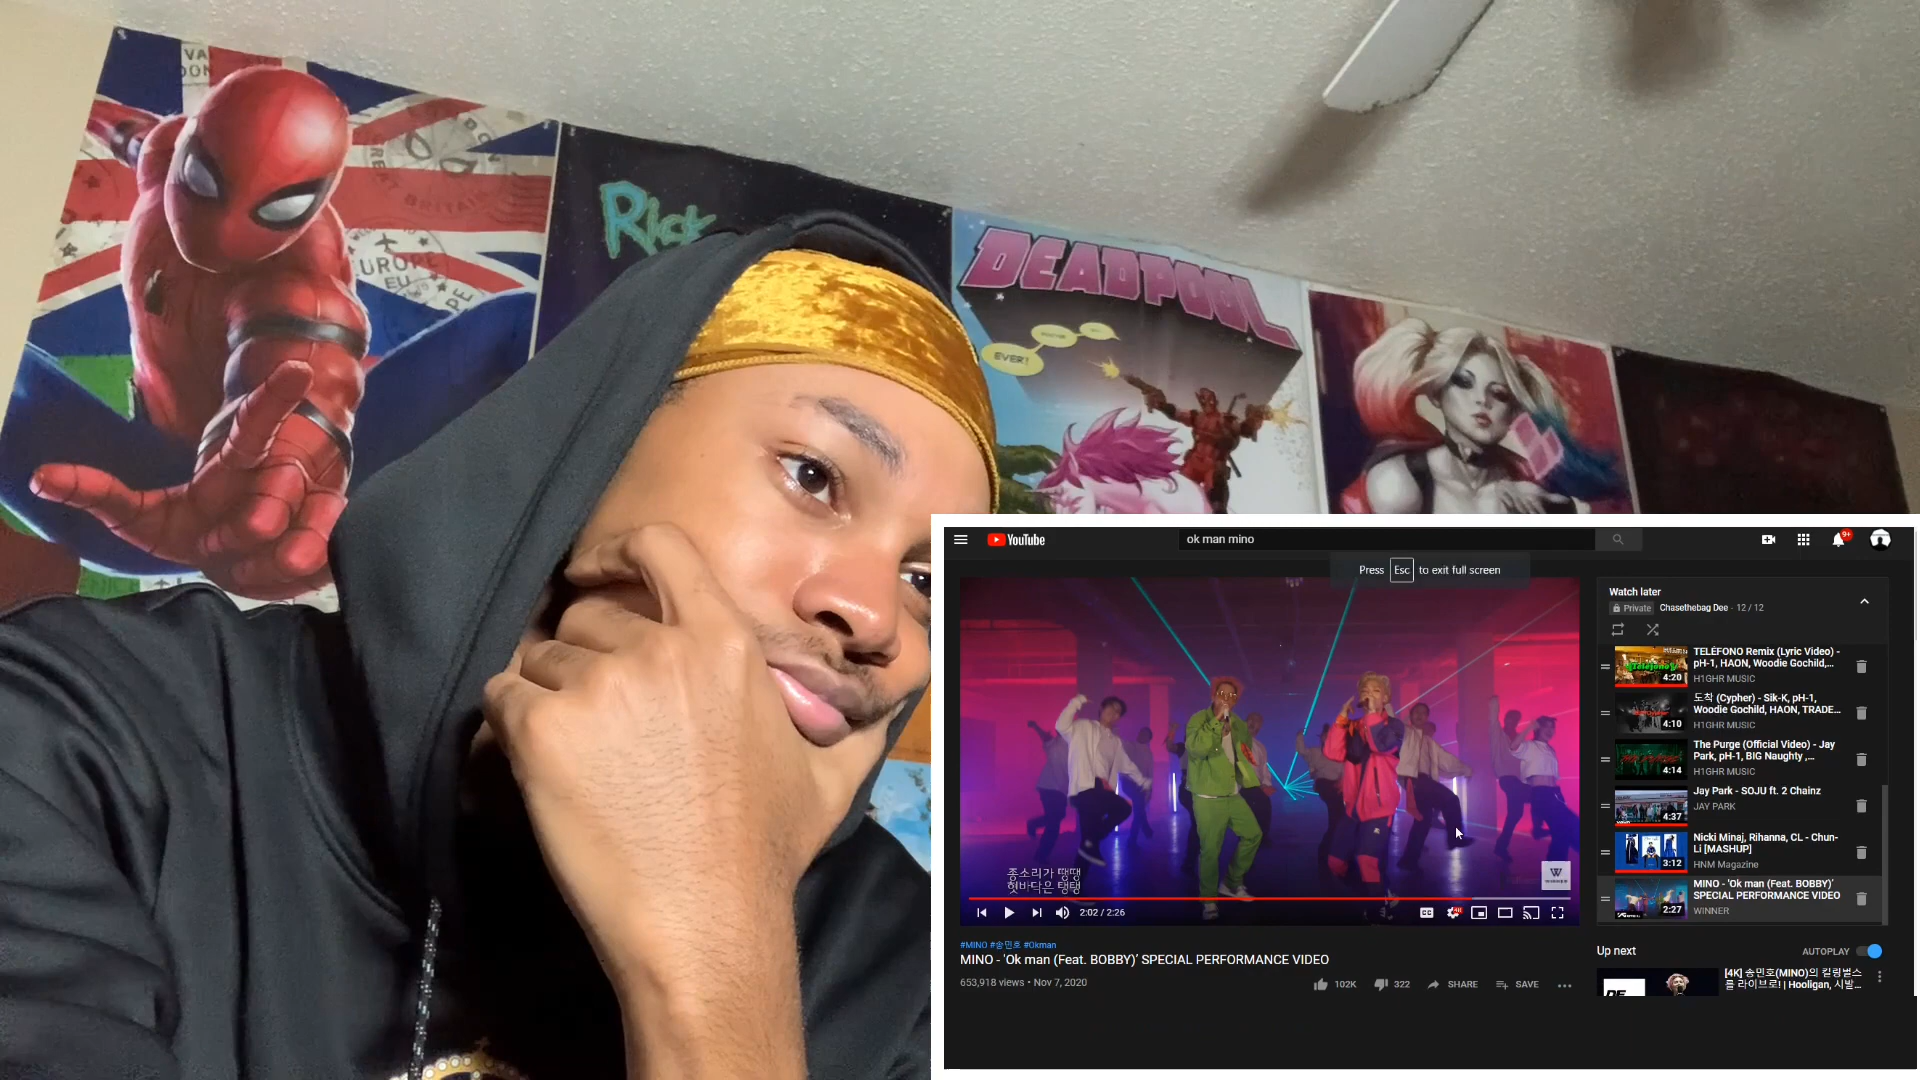 VA
DON
GREAT BRITAIN
EUROPE
EU
Rick
DEADPOOL
EVER!
YouTube
ok man mino
9+
Press Esc to exit full screen
Watch later
Private Chasethebag Dee - 12 / 12
TELÉFONO Remix (Lyric Video) -
pH-1, HAON, Woodie Gochild,...
H1GHR MUSIC
4:20
도착 (Cypher) - Sik-K, pH-1,
Woodie Gochild, HAON, TRADE...
H1GHR MUSIC
4:10
The Purge (Official Video) - Jay
Park, pH-1, BIG Naughty ,...
H1GHR MUSIC
4:14
Jay Park - SOJU ft. 2 Chainz
JAY PARK
4:37
Nicki Minaj, Rihanna, CL - Chun-
Li [MASHUP]
HNM Magazine
3:12
MINO - 'Ok man (Feat. BOBBY)'
SPECIAL PERFORMANCE VIDEO
WINNER
2:27
종소리가 땡땡
혓바닥은 탱탱
W
2:02 / 2:26
#MINO #송민호 #Okman
MINO - 'Ok man (Feat. BOBBY)' SPECIAL PERFORMANCE VIDEO
653,918 views • Nov 7, 2020
102K 322 SHARE SAVE
Up next
AUTOPLAY
[4K] 송민호(MINO)의 킬링벌스
를 라이브로! | Hooligan, 시발...